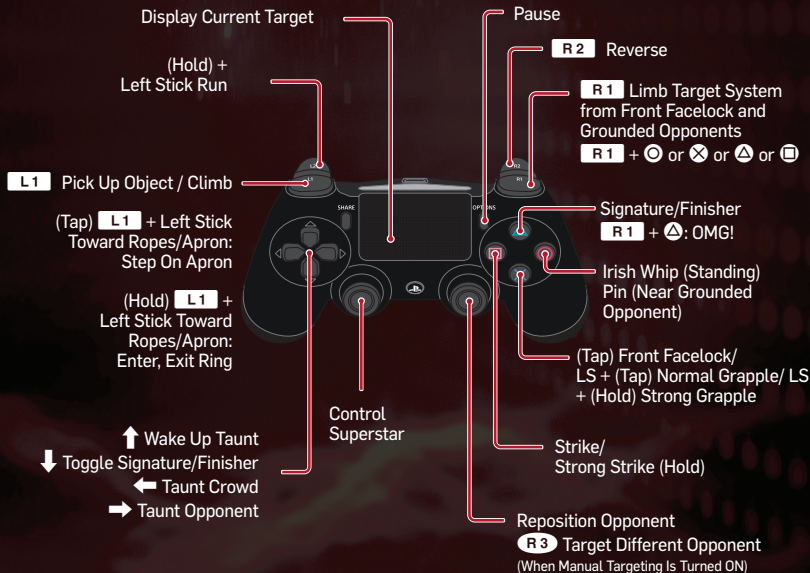 Display Current Target
Pause
R2 Reverse
(Hold) +
Left Stick Run
R1 Limb Target System
from Front Facelock and
Grounded Opponents
R1 + ○ or ✕ or △ or □
L2
R2
L1
R1
L1 Pick Up Object / Climb
SHARE
OPTIONS
(Tap) L1 + Left Stick
Toward Ropes/Apron:
Step On Apron
Signature/Finisher
R1 + △: OMG!
Irish Whip (Standing)
Pin (Near Grounded
Opponent)
(Hold) L1 +
Left Stick Toward
Ropes/Apron:
Enter, Exit Ring
(Tap) Front Facelock/
LS + (Tap) Normal Grapple/ LS
+ (Hold) Strong Grapple
Control
Superstar
↑ Wake Up Taunt
↓ Toggle Signature/Finisher
← Taunt Crowd
→ Taunt Opponent
Strike/
Strong Strike (Hold)
Reposition Opponent
R3 Target Different Opponent
(When Manual Targeting Is Turned ON)